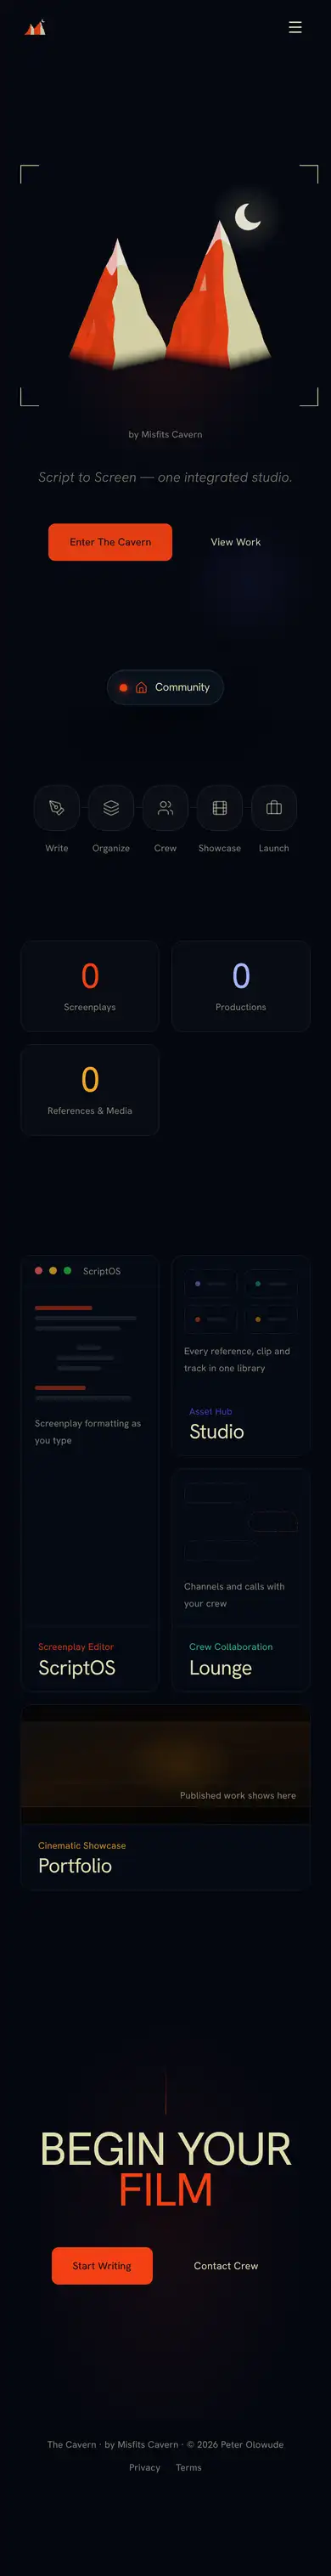 by Misfits Cavern
Script to Screen — one integrated studio.
Enter The Cavern
View Work
Community
Write
Organize
Crew
Showcase
Launch
0
Screenplays
0
Productions
0
References & Media
ScriptOS
Screenplay formatting as
you type
Screenplay Editor
ScriptOS
Every reference, clip and
track in one library
Asset Hub
Studio
Channels and calls with
your crew
Crew Collaboration
Lounge
Published work shows here
Cinematic Showcase
Portfolio
BEGIN YOUR
FILM
Start Writing
Contact Crew
The Cavern · by Misfits Cavern · © 2026 Peter Olowude
Privacy
Terms